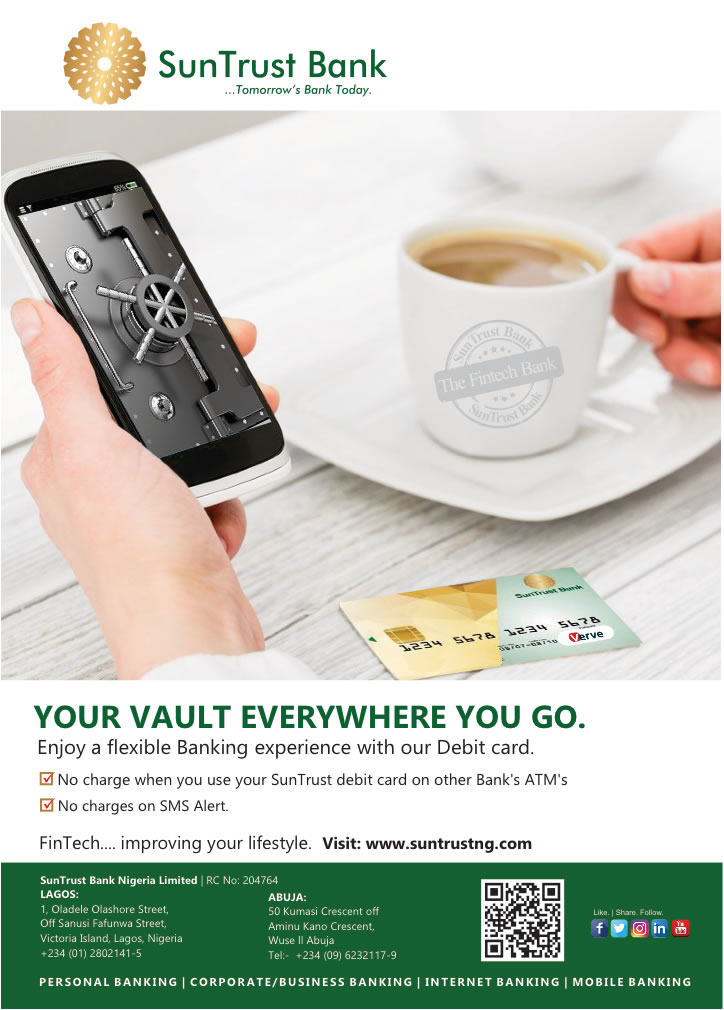 SunTrust Bank
...Tomorrow's Bank Today.
65%
SunTrust Bank
The Fintech Bank
SunTrust Bank
SunTrust Bank
1234 5678 1234 5678
Verve
YOUR VAULT EVERYWHERE YOU GO.
Enjoy a flexible Banking experience with our Debit card.
No charge when you use your SunTrust debit card on other Bank's ATM's
No charges on SMS Alert.
FinTech.... improving your lifestyle. Visit: www.suntrustng.com
SunTrust Bank Nigeria Limited | RC No: 204764
LAGOS:
1, Oladele Olashore Street,
Off Sanusi Fafunwa Street,
Victoria Island, Lagos, Nigeria
+234 (01) 2802141-5
ABUJA:
50 Kumasi Crescent off
Aminu Kano Crescent,
Wuse II Abuja
Tel:- +234 (09) 6232117-9
Like. | Share. Follow.
PERSONAL BANKING | CORPORATE/BUSINESS BANKING | INTERNET BANKING | MOBILE BANKING